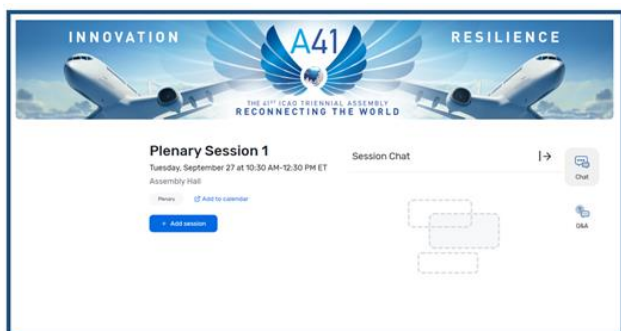 INNOVATION
A41
RESILIENCE
THE 41ST ICAO TRIENNIAL ASSEMBLY
RECONNECTING THE WORLD
Plenary Session 1
Tuesday, September 27 at 10:30 AM-12:30 PM ET
Assembly Hall
Plenary
Add to calendar
+ Add session
Session Chat
Chat
Q&A